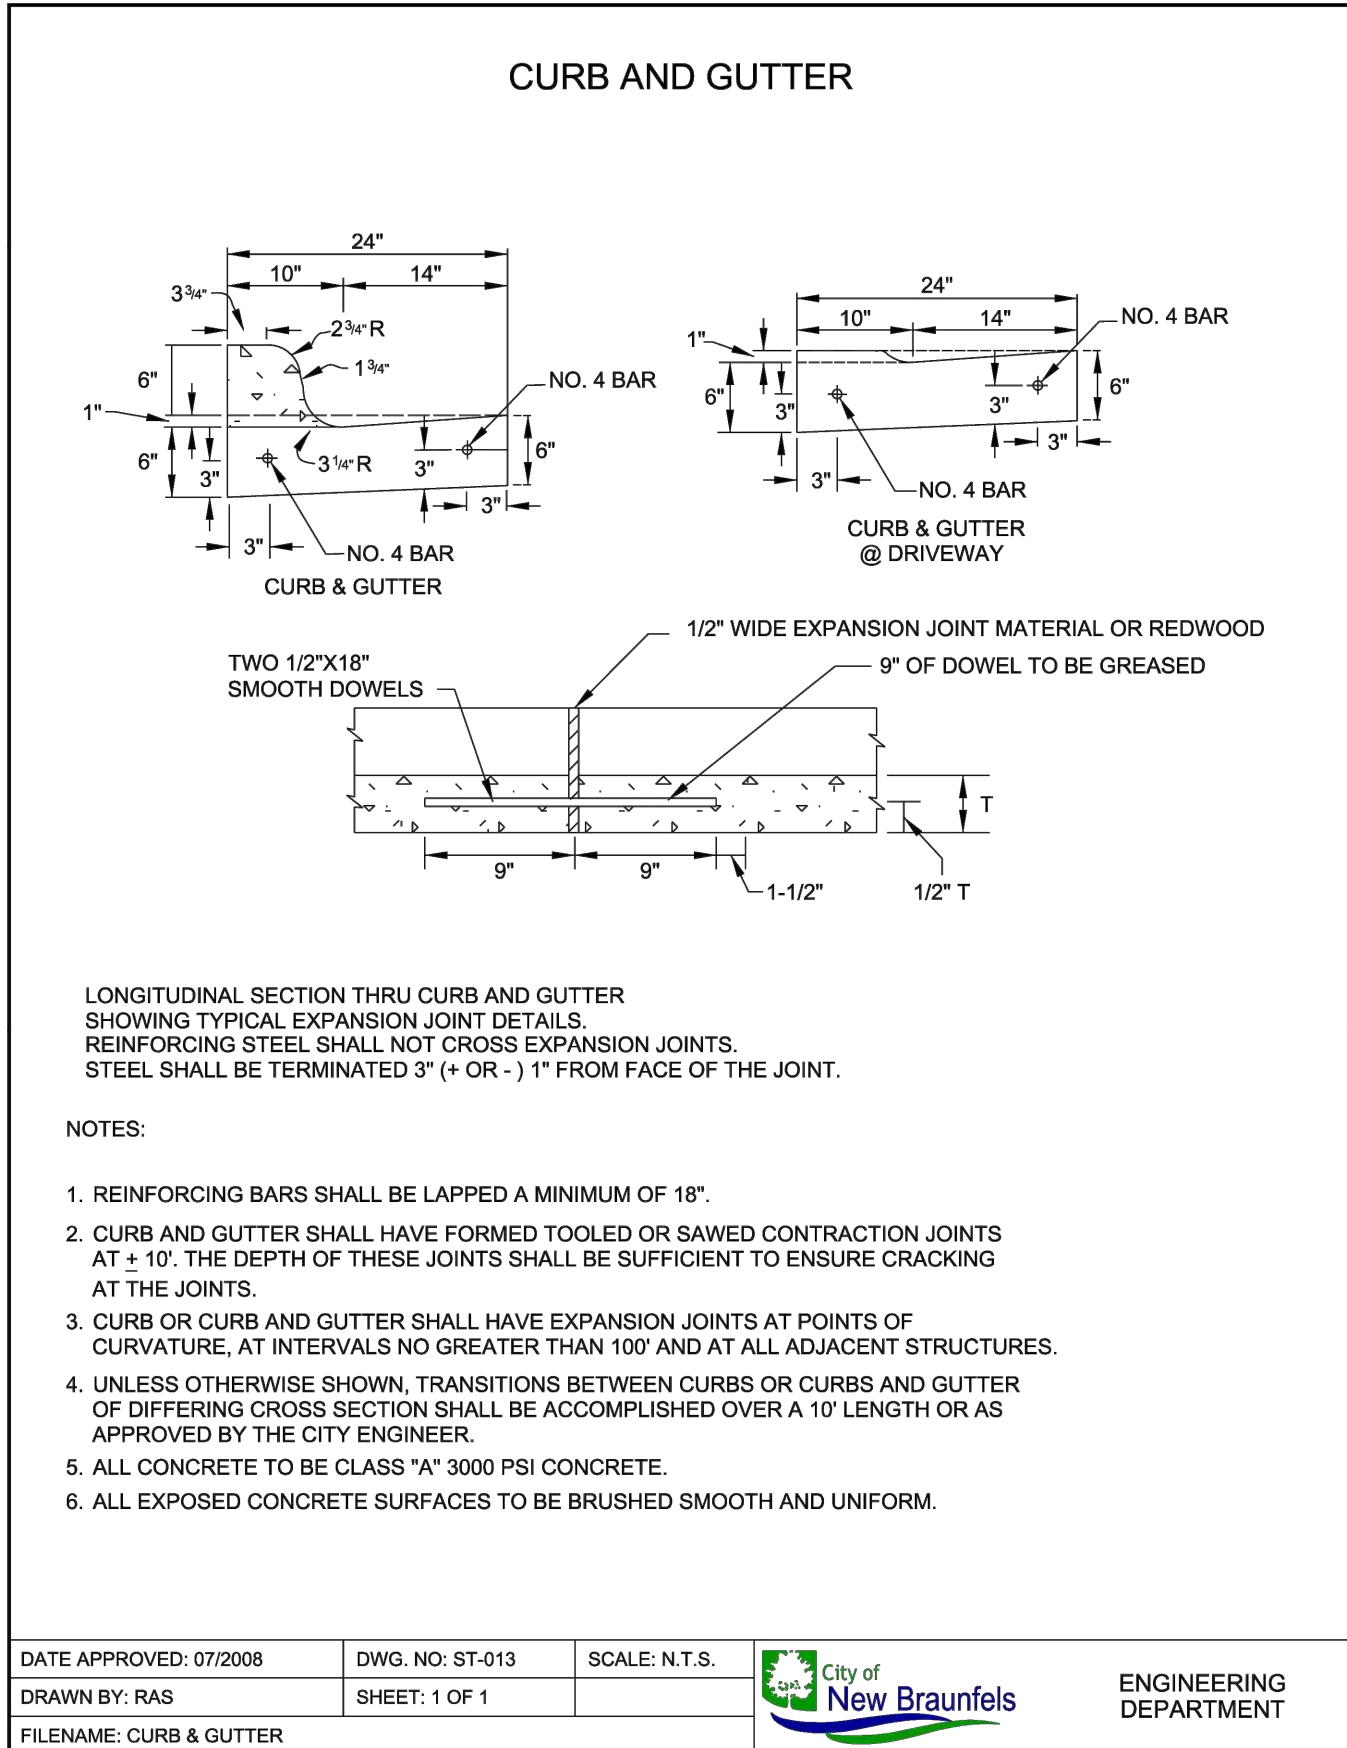 CURB AND GUTTER
24"
10"
14"
3 3/4"
2 3/4" R
1 3/4"
6"
1"
NO. 4 BAR
6"
3"
3 1/4" R
3"
6"
3"
3"
NO. 4 BAR
CURB & GUTTER
24"
10"
14"
NO. 4 BAR
1"
6"
3"
3"
6"
3"
3"
NO. 4 BAR
CURB & GUTTER
@ DRIVEWAY
1/2" WIDE EXPANSION JOINT MATERIAL OR REDWOOD
TWO 1/2"X18"
SMOOTH DOWELS
9" OF DOWEL TO BE GREASED
T
9"
9"
1-1/2"
1/2" T
LONGITUDINAL SECTION THRU CURB AND GUTTER
SHOWING TYPICAL EXPANSION JOINT DETAILS.
REINFORCING STEEL SHALL NOT CROSS EXPANSION JOINTS.
STEEL SHALL BE TERMINATED 3" (+ OR - ) 1" FROM FACE OF THE JOINT.
NOTES:
1. REINFORCING BARS SHALL BE LAPPED A MINIMUM OF 18".
2. CURB AND GUTTER SHALL HAVE FORMED TOOLED OR SAWED CONTRACTION JOINTS
AT ± 10'. THE DEPTH OF THESE JOINTS SHALL BE SUFFICIENT TO ENSURE CRACKING
AT THE JOINTS.
3. CURB OR CURB AND GUTTER SHALL HAVE EXPANSION JOINTS AT POINTS OF
CURVATURE, AT INTERVALS NO GREATER THAN 100' AND AT ALL ADJACENT STRUCTURES.
4. UNLESS OTHERWISE SHOWN, TRANSITIONS BETWEEN CURBS OR CURBS AND GUTTER
OF DIFFERING CROSS SECTION SHALL BE ACCOMPLISHED OVER A 10' LENGTH OR AS
APPROVED BY THE CITY ENGINEER.
5. ALL CONCRETE TO BE CLASS "A" 3000 PSI CONCRETE.
6. ALL EXPOSED CONCRETE SURFACES TO BE BRUSHED SMOOTH AND UNIFORM.
DATE APPROVED: 07/2008
DWG. NO: ST-013
SCALE: N.T.S.
DRAWN BY: RAS
SHEET: 1 OF 1
FILENAME: CURB & GUTTER
City of
New Braunfels
ENGINEERING
DEPARTMENT